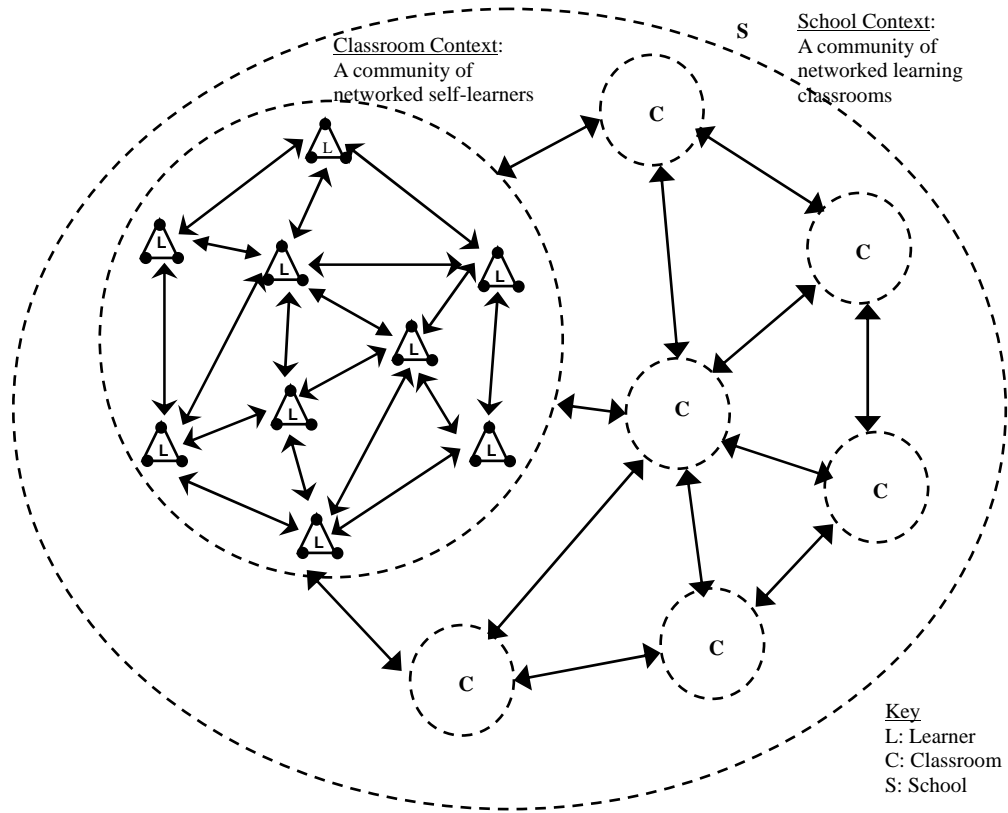 S
School Context:
A community of
networked learning
classrooms
Classroom Context:
A community of
networked self-learners
C
L
L
C
L
L
L
C
L
L
L
C
L
C
C
Key
L: Learner
C: Classroom
S: School